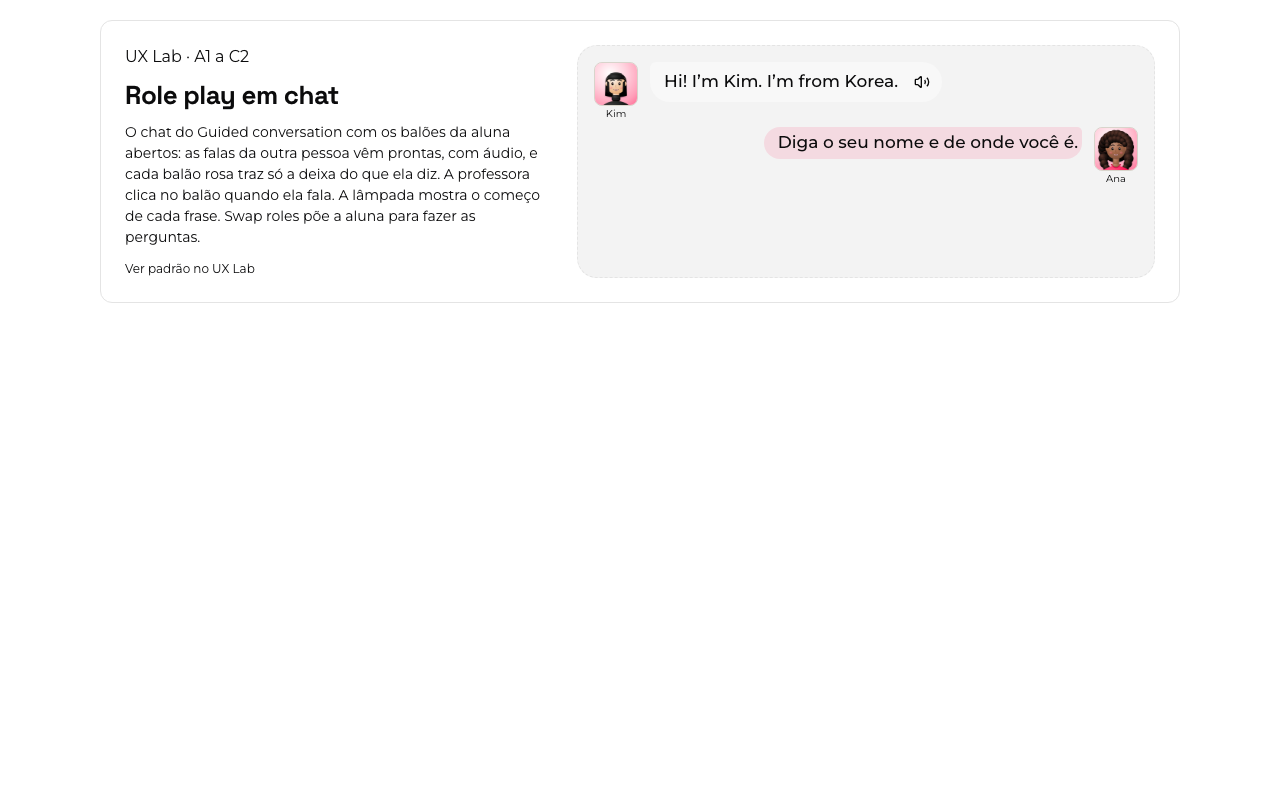 UX Lab · A1 a C2
Role play em chat
O chat do Guided conversation com os balões da aluna
abertos: as falas da outra pessoa vêm prontas, com áudio, e
cada balão rosa traz só a deixa do que ela diz. A professora
clica no balão quando ela fala. A lâmpada mostra o começo
de cada frase. Swap roles põe a aluna para fazer as
perguntas.
Ver padrão no UX Lab
Hi! I’m Kim. I’m from Korea.
Kim
Diga o seu nome e de onde você é.
Ana